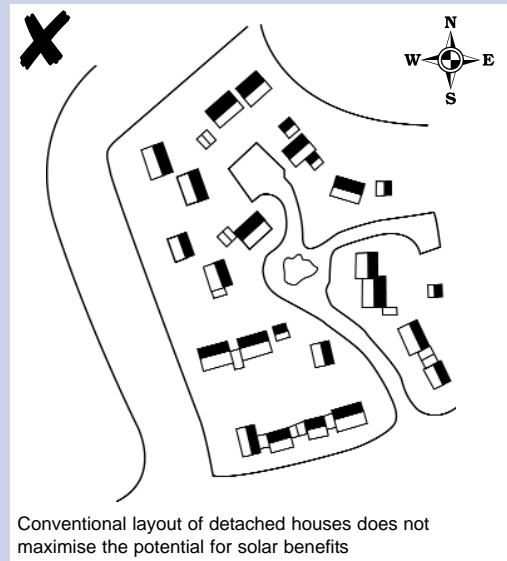 N
W E
S
Conventional layout of detached houses does not
maximise the potential for solar benefits